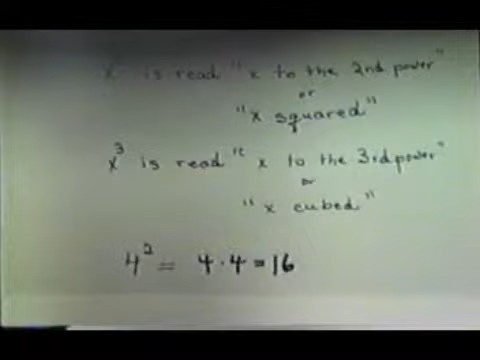 x is read "x to the 2nd power"
or
"x squared"
x³ is read "x to the 3rd power"
or
"x cubed"
4² = 4 · 4 = 16